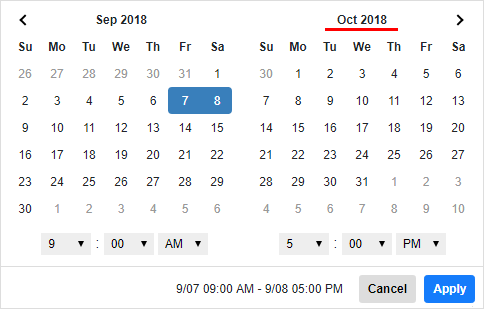 Sep 2018 Oct 2018
Su Mo Tu We Th Fr Sa Su Mo Tu We Th Fr Sa
26 27 28 29 30 31 1 30 1 2 3 4 5 6
2 3 4 5 6 7 8 7 8 9 10 11 12 13
9 10 11 12 13 14 15 14 15 16 17 18 19 20
16 17 18 19 20 21 22 21 22 23 24 25 26 27
23 24 25 26 27 28 29 28 29 30 31 1 2 3
30 1 2 3 4 5 6 4 5 6 7 8 9 10
9 : 00 AM 5 : 00 PM
9/07 09:00 AM - 9/08 05:00 PM Cancel Apply